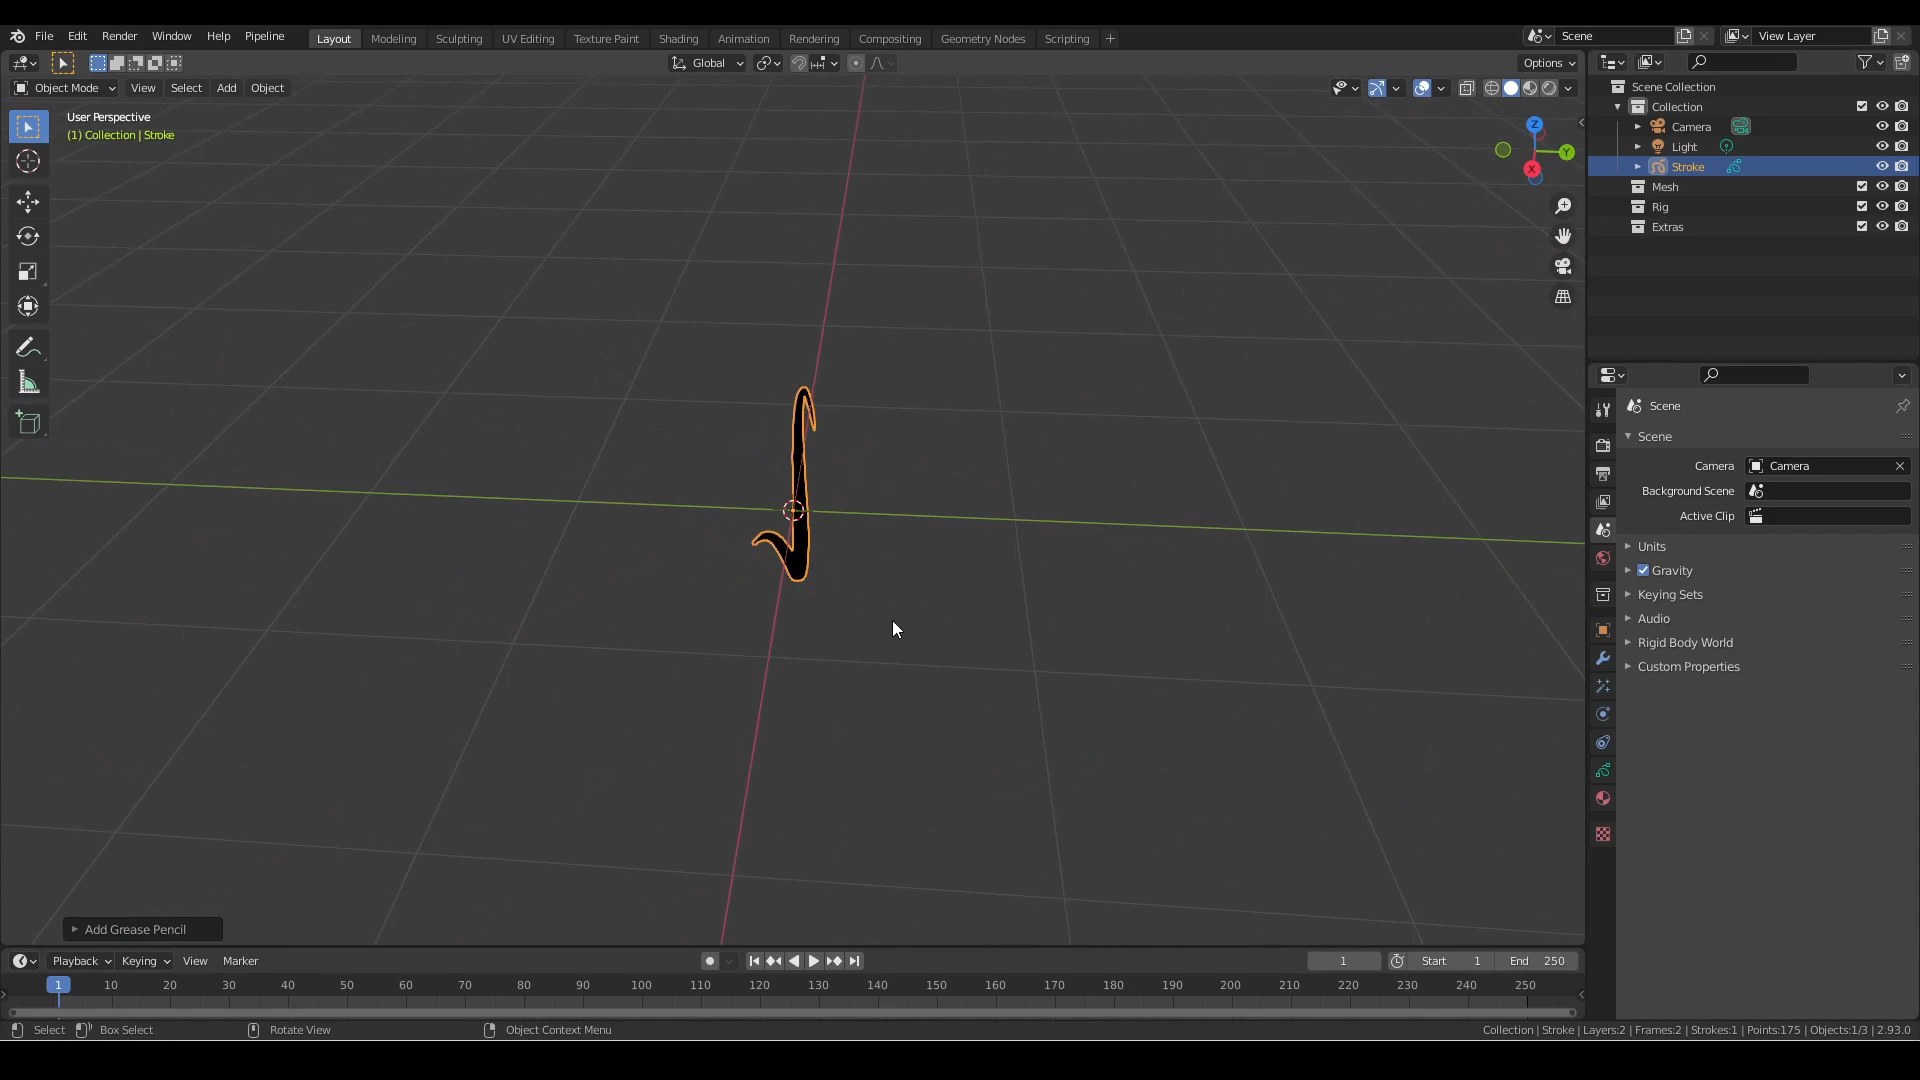 File Edit Render Window Help Pipeline Layout Modeling Sculpting UV Editing Texture Paint Shading Animation Rendering Compositing Geometry Nodes Scripting + Scene View Layer
Global Options
Object Mode View Select Add Object
User Perspective
(1) Collection | Stroke
Z
Y
X
Scene Collection
Collection
Camera
Light
Stroke
Mesh
Rig
Extras
Scene
Scene
Camera Camera
Background Scene
Active Clip
Units
Gravity
Keying Sets
Audio
Rigid Body World
Custom Properties
Add Grease Pencil
Playback Keying View Marker 1 Start 1 End 250
1 10 20 30 40 50 60 70 80 90 100 110 120 130 140 150 160 170 180 190 200 210 220 230 240 250
Select Box Select Rotate View Object Context Menu Collection | Stroke | Layers:2 | Frames:2 | Strokes:1 | Points:175 | Objects:1/3 | 2.93.0